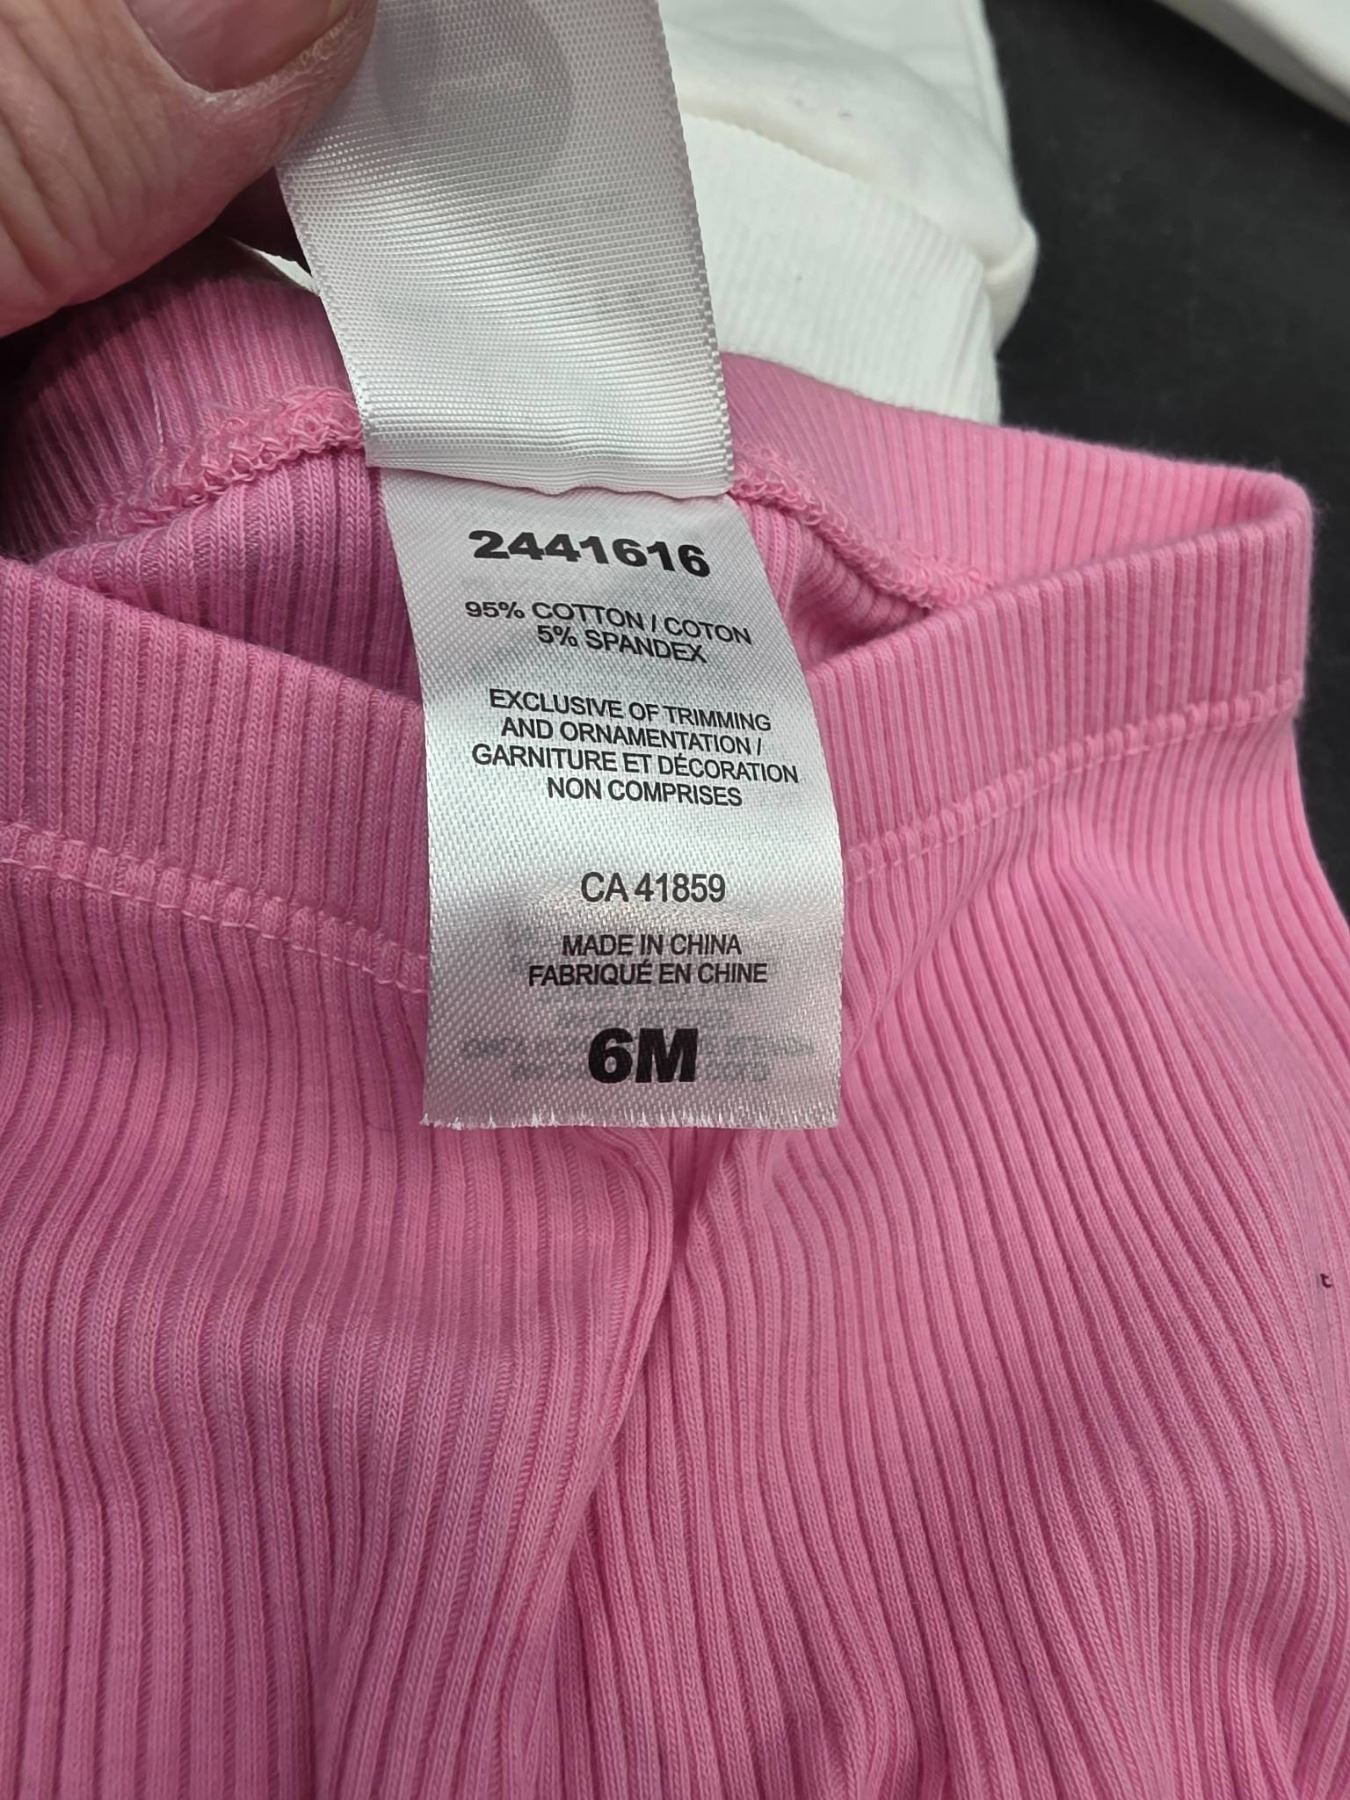 2441616
95% COTTON / COTON
5% SPANDEX
EXCLUSIVE OF TRIMMING
AND ORNAMENTATION /
GARNITURE ET DÉCORATION
NON COMPRISES
CA 41859
MADE IN CHINA
FABRIQUÉ EN CHINE
6M